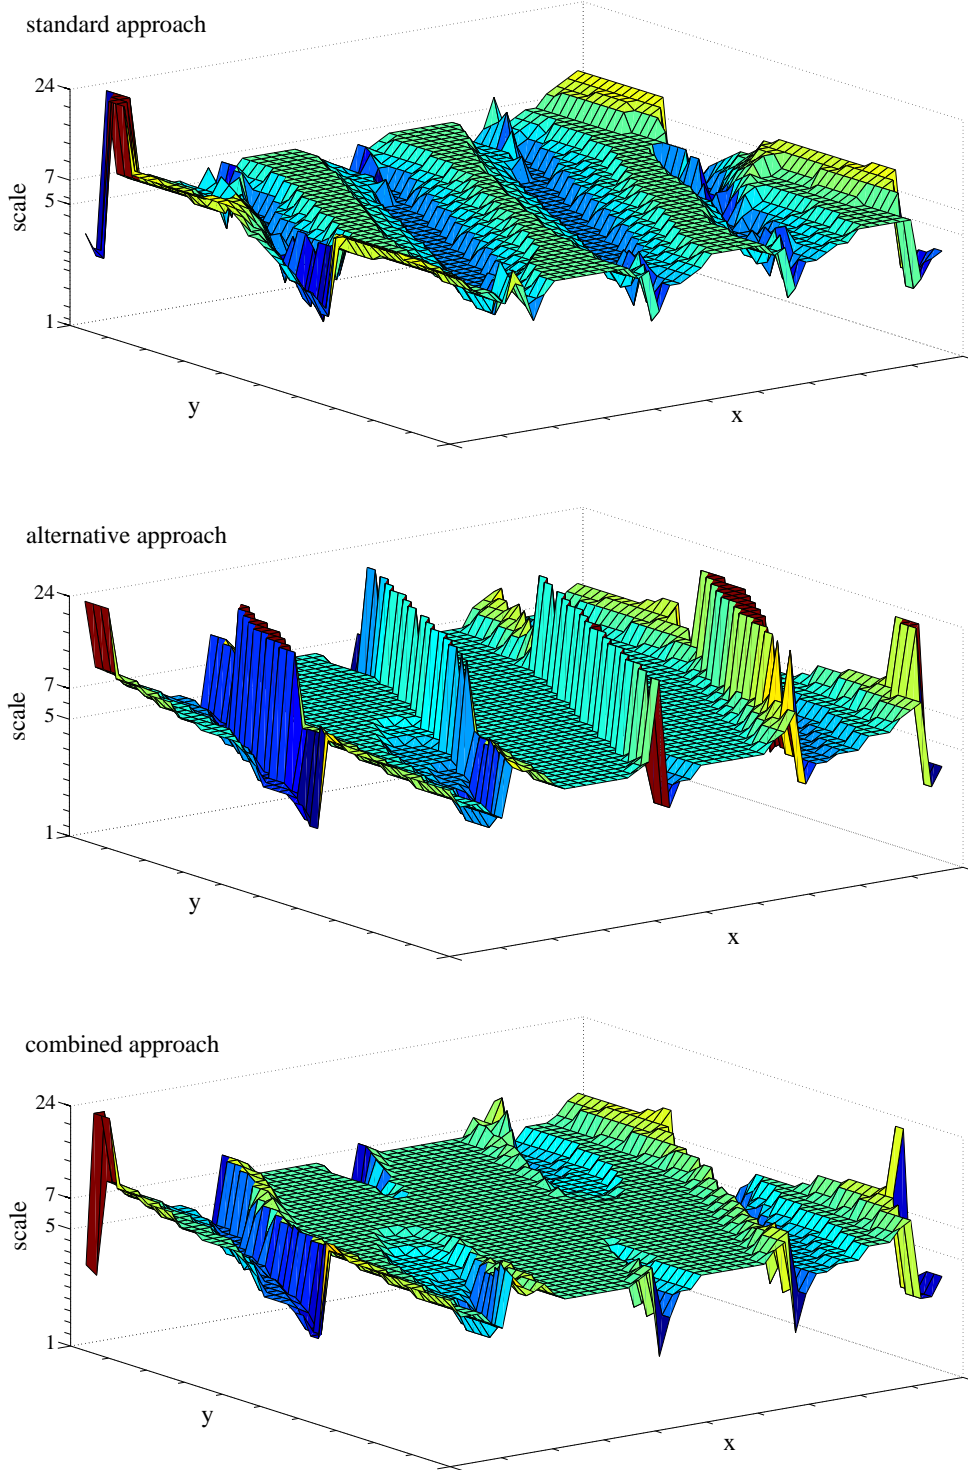 standard approach
24
7
5
scale
1
y
x
alternative approach
24
7
5
scale
1
y
x
combined approach
24
7
5
scale
1
y
x